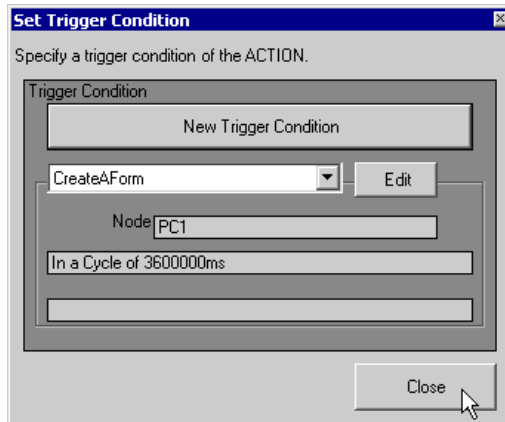 Set Trigger Condition
Specify a trigger condition of the ACTION.
Trigger Condition
New Trigger Condition
CreateAForm
Edit
Node PC1
In a Cycle of 3600000ms
Close